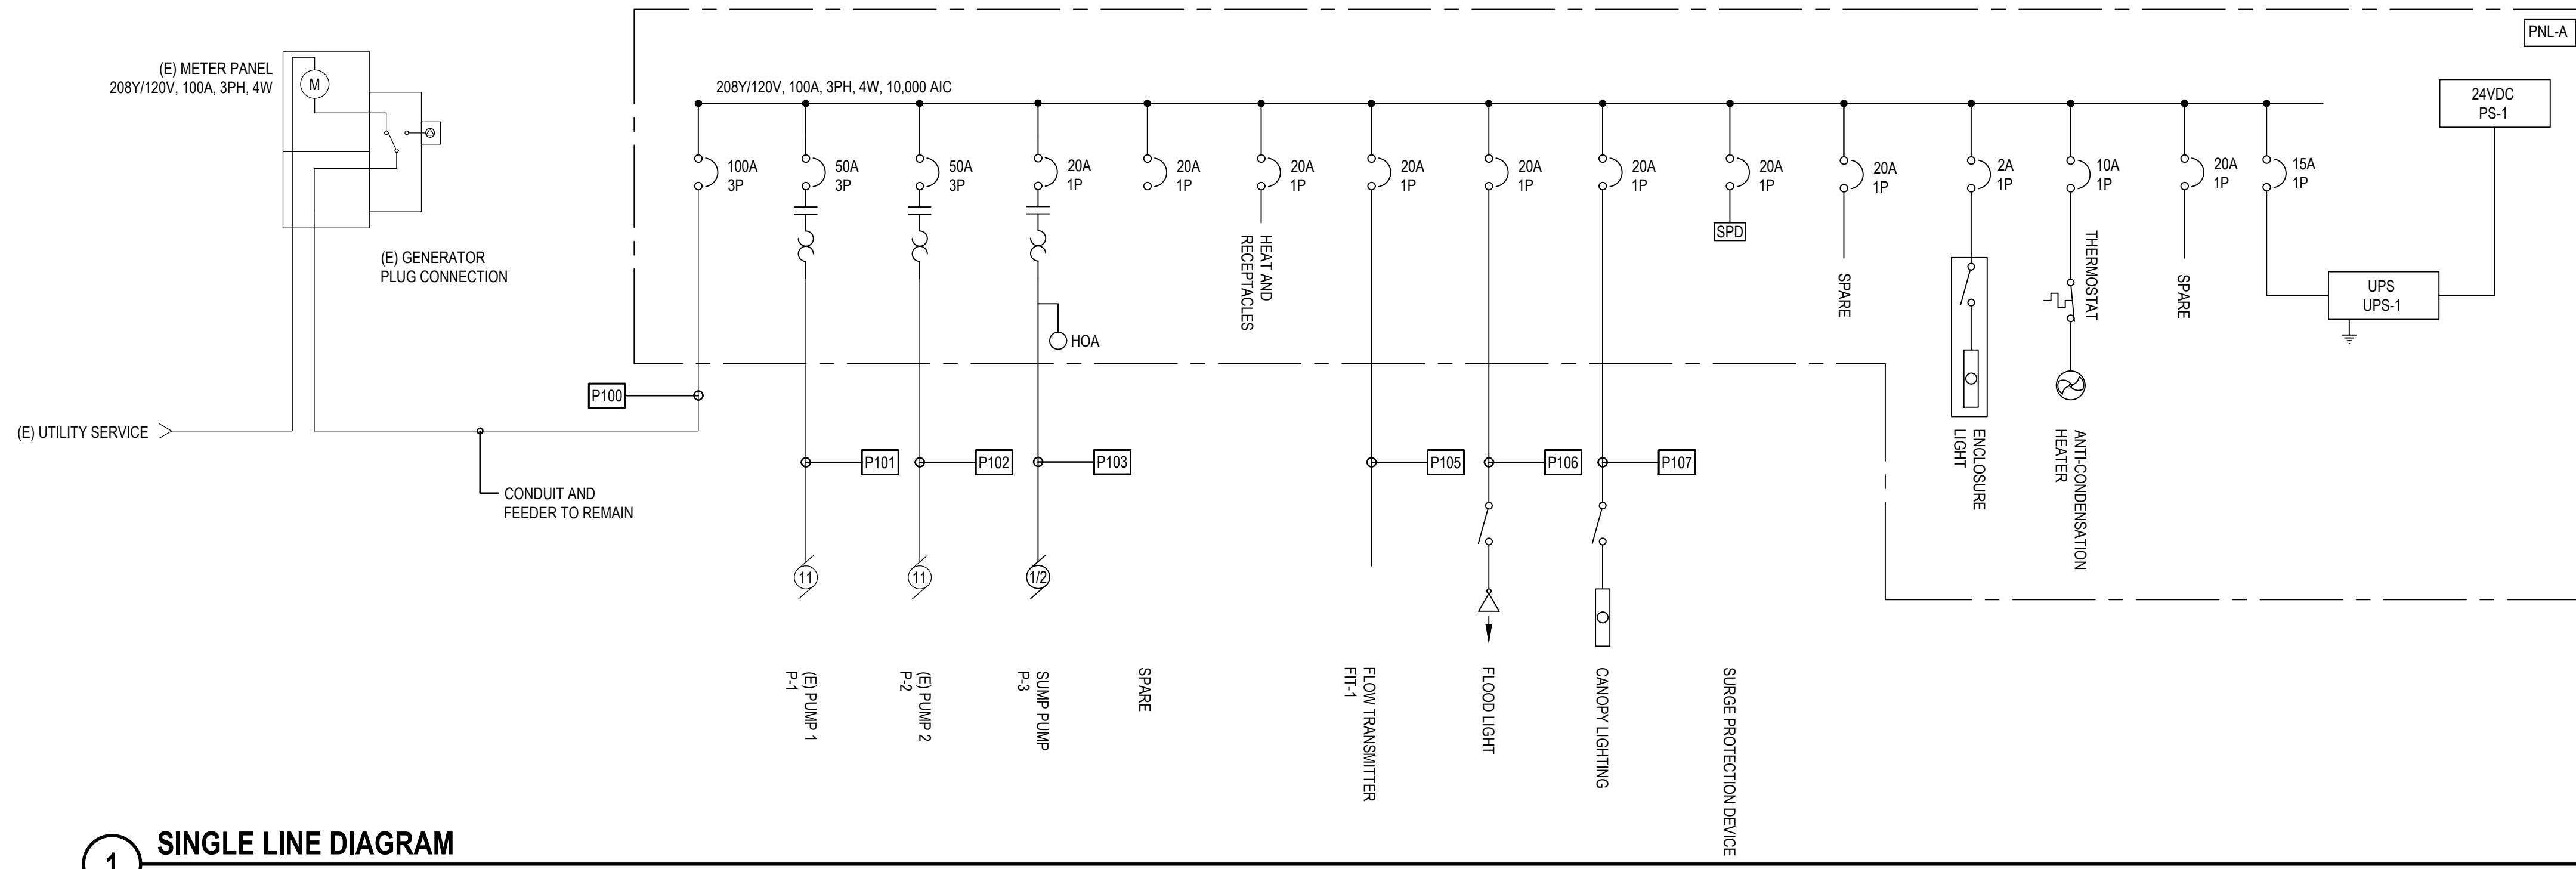 PNL-A
(E) METER PANEL
208Y/120V, 100A, 3PH, 4W
M
208Y/120V, 100A, 3PH, 4W, 10,000 AIC
24VDC
PS-1
100A
3P
50A
3P
50A
3P
20A
1P
20A
1P
20A
1P
20A
1P
20A
1P
20A
1P
20A
1P
20A
1P
2A
1P
10A
1P
20A
1P
15A
1P
(E) GENERATOR
PLUG CONNECTION
HEAT AND
RECEPTACLES
SPD
SPARE
THERMOSTAT
SPARE
UPS
UPS-1
HOA
P100
(E) UTILITY SERVICE
CONDUIT AND
FEEDER TO REMAIN
P101
P102
P103
P105
P106
P107
ENCLOSURE
LIGHT
ANTI-CONDENSATION
HEATER
11
11
1/2
(E) PUMP 1
P-1
(E) PUMP 2
P-2
SUMP PUMP
P-3
SPARE
FLOW TRANSMITTER
FIT-1
FLOOD LIGHT
CANOPY LIGHTING
SURGE PROTECTION DEVICE
1
SINGLE LINE DIAGRAM